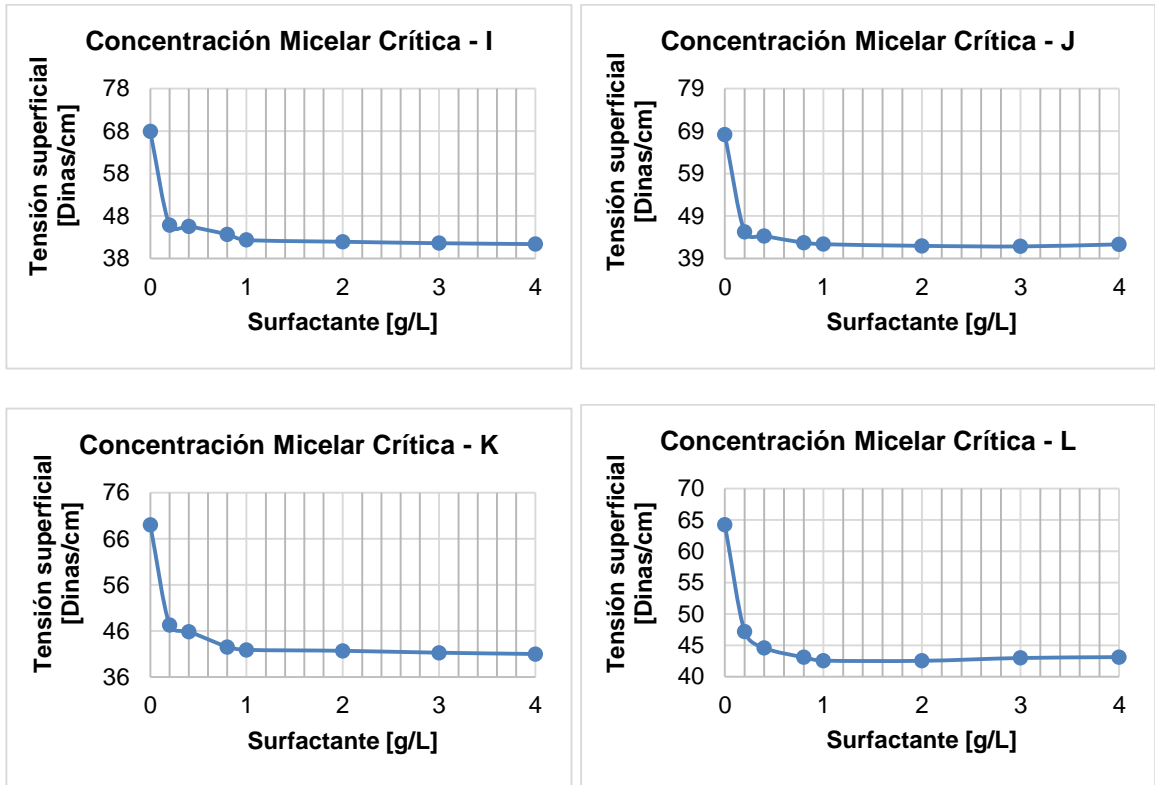 Concentración Micelar Crítica - I
Tensión superficial
[Dinas/cm]
78
68
58
48
38
0 1 2 3 4
Surfactante [g/L]
Concentración Micelar Crítica - J
Tensión superficial
[Dinas/cm]
79
69
59
49
39
0 1 2 3 4
Surfactante [g/L]
Concentración Micelar Crítica - K
Tensión superficial
[Dinas/cm]
76
66
56
46
36
0 1 2 3 4
Surfactante [g/L]
Concentración Micelar Crítica - L
Tensión superficial
[Dinas/cm]
70
65
60
55
50
45
40
0 1 2 3 4
Surfactante [g/L]